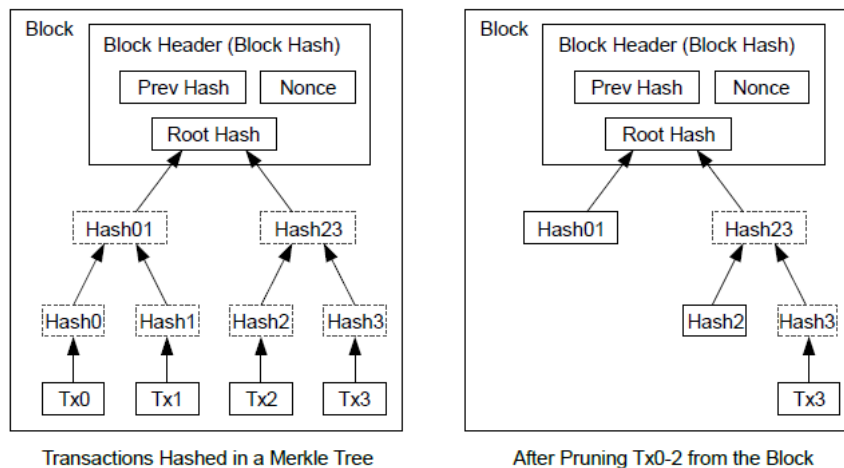 Block
Block Header (Block Hash)
Prev Hash
Nonce
Root Hash
Hash01
Hash23
Hash0
Hash1
Hash2
Hash3
Tx0
Tx1
Tx2
Tx3
Transactions Hashed in a Merkle Tree
Block
Block Header (Block Hash)
Prev Hash
Nonce
Root Hash
Hash01
Hash23
Hash2
Hash3
Tx3
After Pruning Tx0-2 from the Block